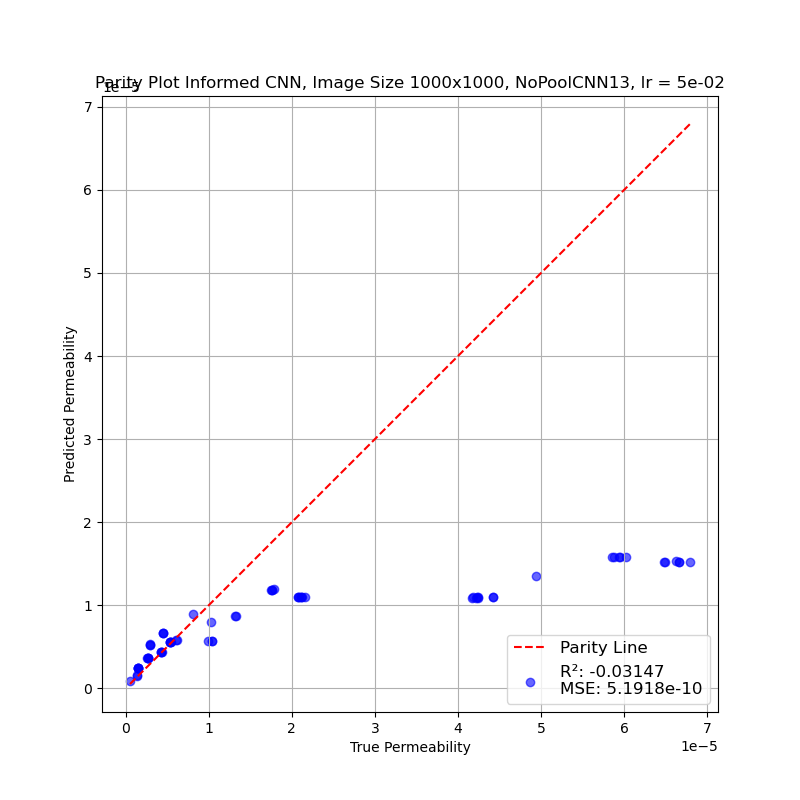 Parity Plot Informed CNN, Image Size 1000x1000, NoPoolCNN13, lr = 5e-02
1e−5
7
6
5
4
3
2
1
0
Predicted Permeability
Parity Line
R²: -0.03147
MSE: 5.1918e-10
0 1 2 3 4 5 6 7
True Permeability
1e−5